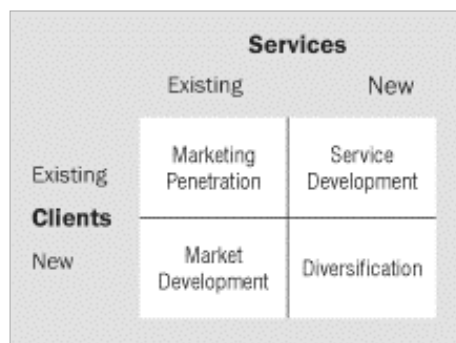 Services
Existing New
Marketing Penetration
Service Development
Existing
Clients
New
Market Development
Diversification